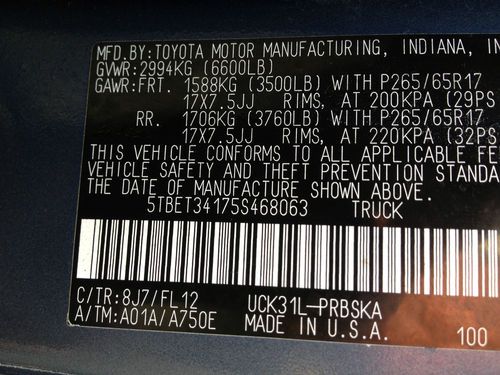 MFD.BY:TOYOTA MOTOR MANUFACTURING, INDIANA, IN
GVWR:2994KG (6600LB)
GAWR:FRT. 1588KG (3500LB) WITH P265/65R17
17X7.5JJ RIMS, AT 200KPA (29PS
RR. 1706KG (3760LB) WITH P265/65R17
17X7.5JJ RIMS, AT 220KPA (32PS
THIS VEHICLE CONFORMS TO ALL APPLICABLE FE
VEHICLE SAFETY AND THEFT PREVENTION STANDA
THE DATE OF MANUFACTURE SHOWN ABOVE.
5TBET34175S468063 TRUCK
C/TR:8J7/FL12 UCK31L-PRBSKA
A/TM:A01A/A750E MADE IN U.S.A. 100